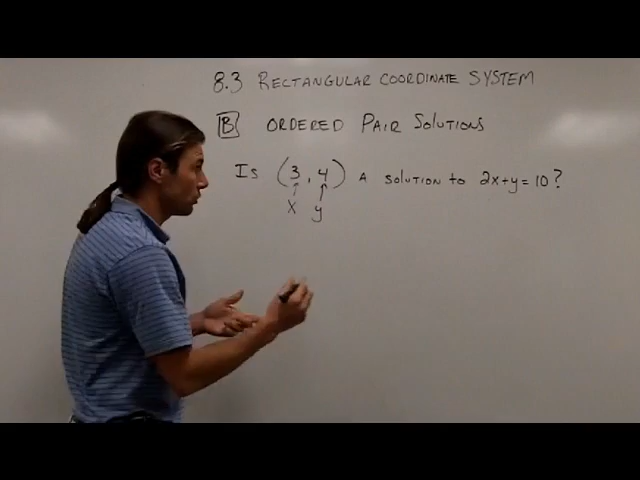 8.3 RECTANGULAR COORDINATE SYSTEM
B ORDERED PAIR SOLUTIONS
IS (3, 4) A SOLUTION TO 2x+y=10?
x y